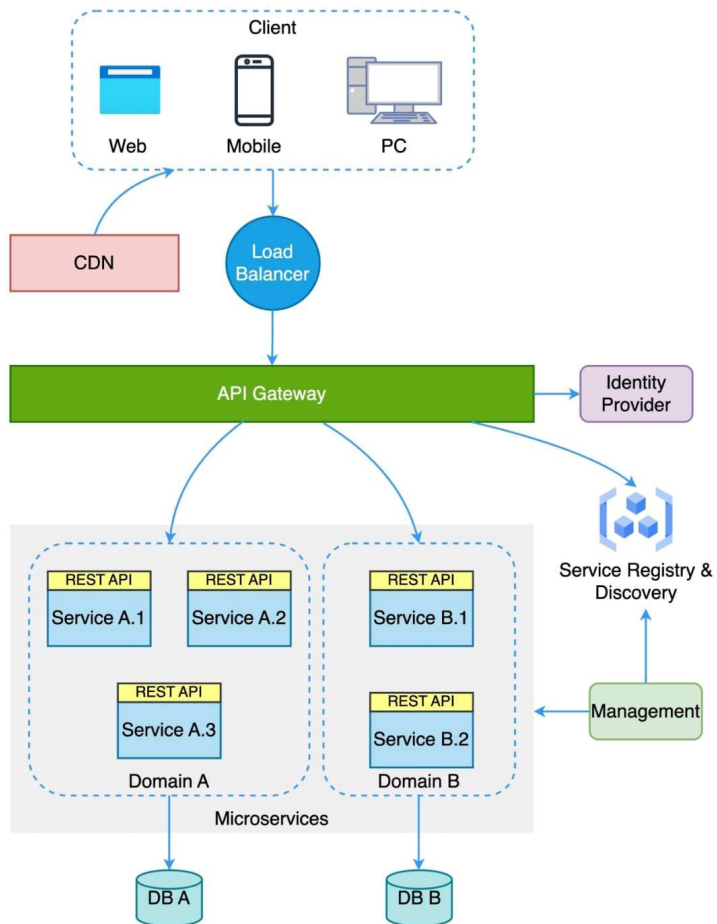 Client
Web
Mobile
PC
CDN
Load
Balancer
API Gateway
Identity
Provider
Service Registry &
Discovery
REST API
Service A.1
REST API
Service A.2
REST API
Service B.1
REST API
Service A.3
REST API
Service B.2
Management
Domain A
Domain B
Microservices
DB A
DB B